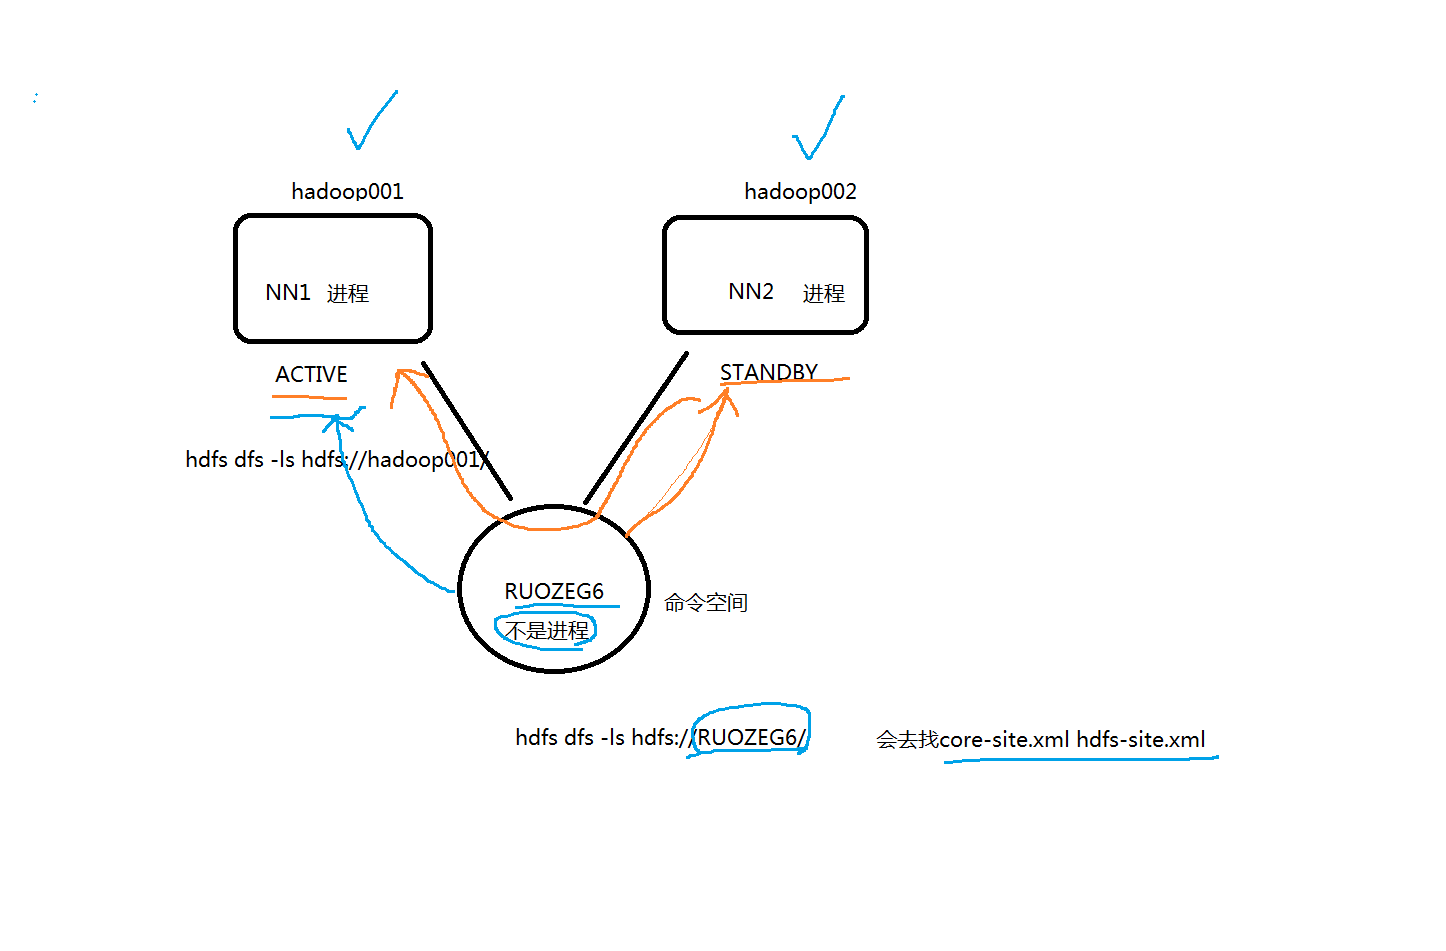 hadoop001
hadoop002
NN1 进程
NN2 进程
ACTIVE
STANDBY
hdfs dfs -ls hdfs://hadoop001/
RUOZEG6
不是进程
命令空间
hdfs dfs -ls hdfs://RUOZEG6/
会去找core-site.xml hdfs-site.xml